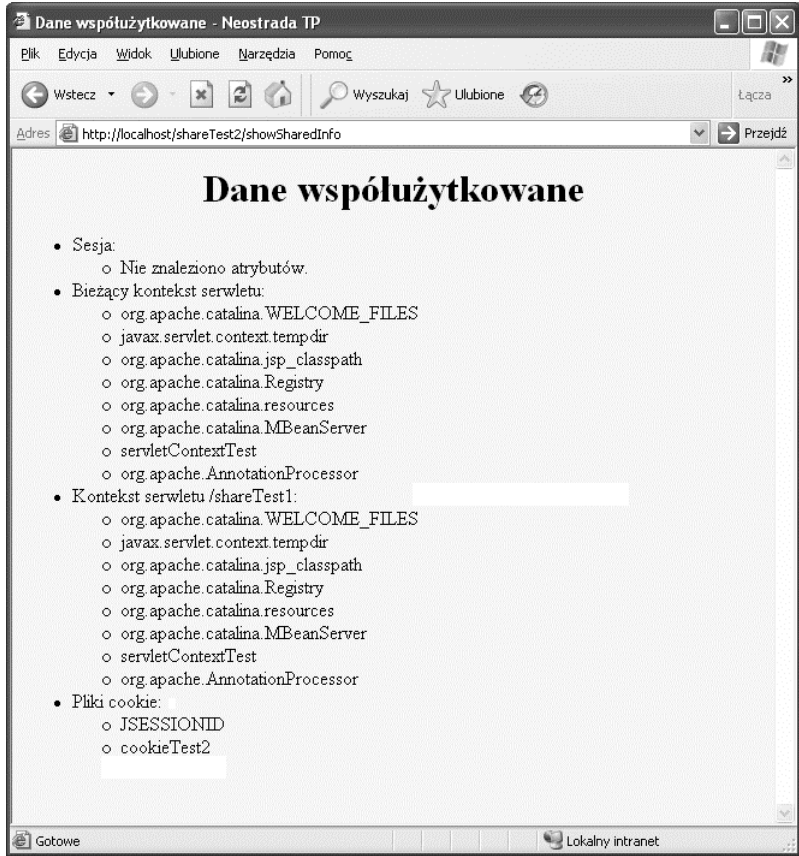 Dane współużytkowane - Neostrada TP
Plik Edycja Widok Ulubione Narzędzia Pomoc
Wstecz Wyszukaj Ulubione Łącza
Adres http://localhost/shareTest2/showSharedInfo Przejdź
Dane współużytkowane
Sesja:
Nie znaleziono atrybutów.
Bieżący kontekst serwletu:
org.apache.catalina.WELCOME_FILES
javax.servlet.context.tempdir
org.apache.catalina.jsp_classpath
org.apache.catalina.Registry
org.apache.catalina.resources
org.apache.catalina.MBeanServer
servletContextTest
org.apache.AnnotationProcessor
Kontekst serwletu /shareTest1:
org.apache.catalina.WELCOME_FILES
javax.servlet.context.tempdir
org.apache.catalina.jsp_classpath
org.apache.catalina.Registry
org.apache.catalina.resources
org.apache.catalina.MBeanServer
servletContextTest
org.apache.AnnotationProcessor
Pliki cookie:
JSESSIONID
cookieTest2
Gotowe Lokalny intranet